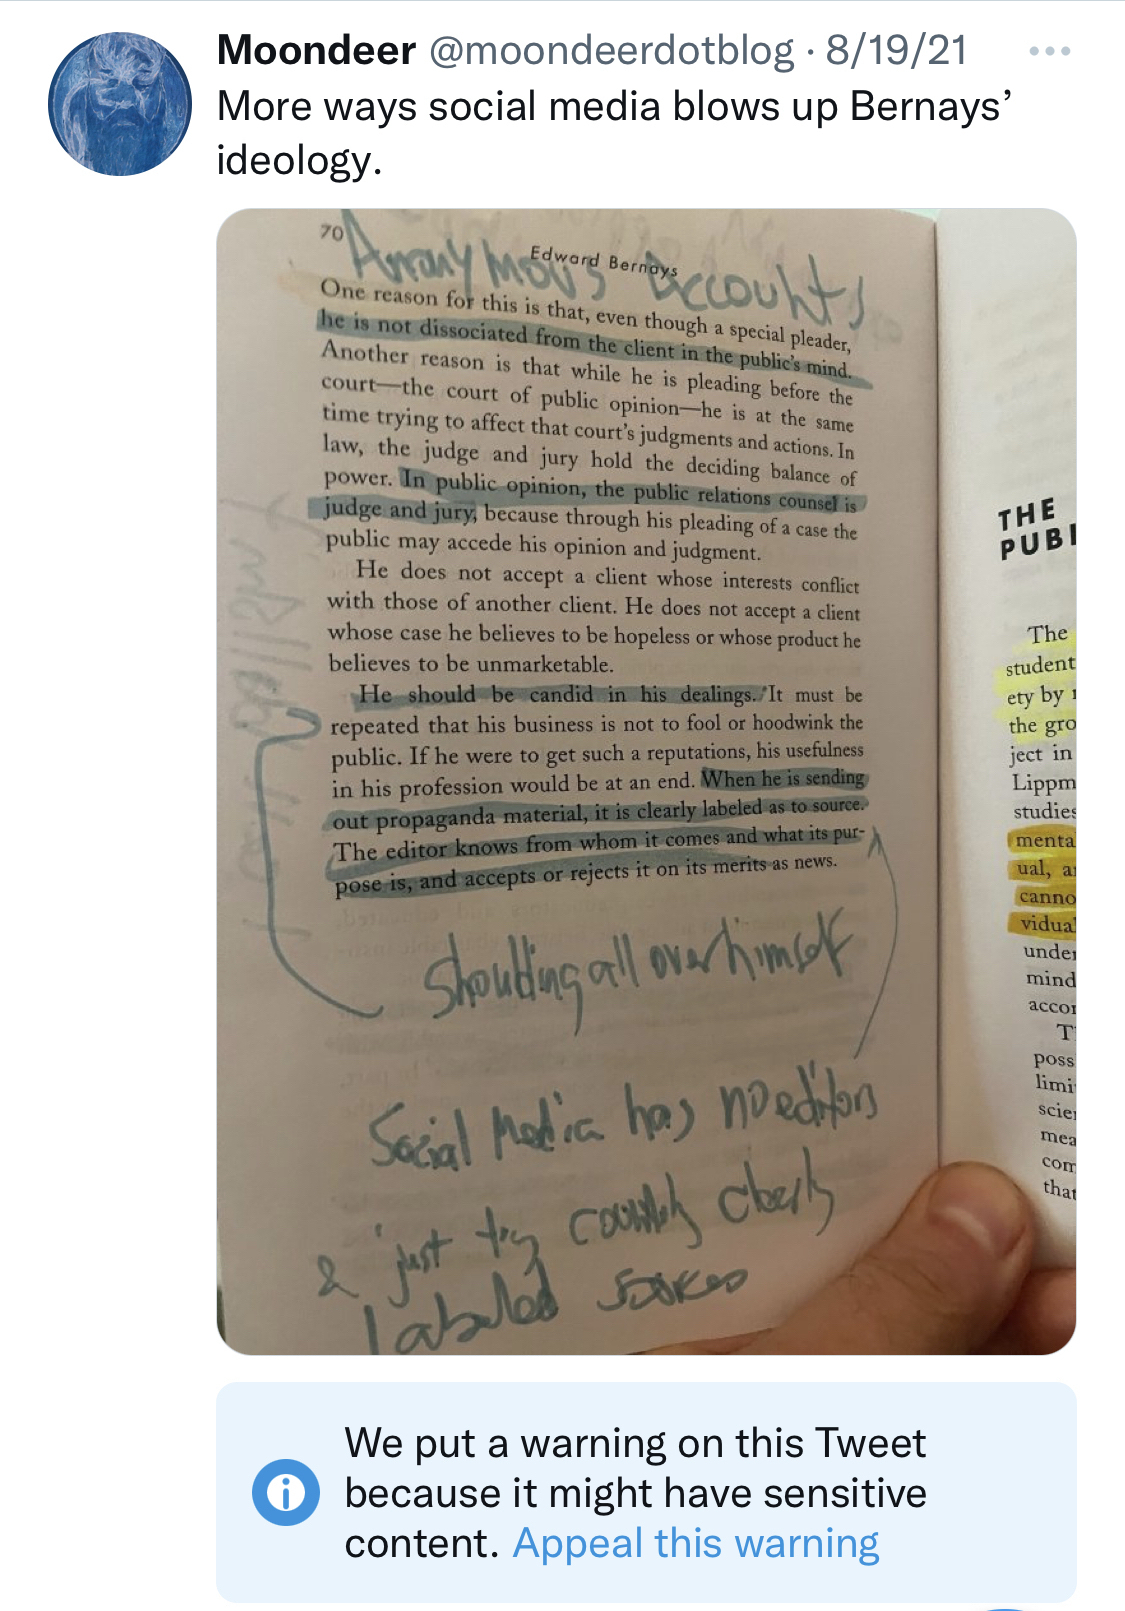 Moondeer @moondeerdotblog · 8/19/21
More ways social media blows up Bernays’
ideology.
70
Anonymous Accounts
Edward Bernays
One reason for this is that, even though a special pleader,
he is not dissociated from the client in the public's mind.
Another reason is that while he is pleading before the
court—the court of public opinion—he is at the same
time trying to affect that court's judgments and actions. In
law, the judge and jury hold the deciding balance of
power. In public opinion, the public relations counsel is
judge and jury, because through his pleading of a case the
public may accede his opinion and judgment.
He does not accept a client whose interests conflict
with those of another client. He does not accept a client
whose case he believes to be hopeless or whose product he
believes to be unmarketable.
He should be candid in his dealings. It must be
repeated that his business is not to fool or hoodwink the
public. If he were to get such a reputations, his usefulness
in his profession would be at an end. When he is sending
out propaganda material, it is clearly labeled as to source.
The editor knows from whom it comes and what its pur-
pose is, and accepts or rejects it on its merits as news.
Shoulding all over himself
Social Media has no editors
& just try clearly
labeled
THE
PUBI
The
student
ety by
the gro
ject in
Lippm
studies
menta
ual, a
canno
vidual
under
mind
accor
T
poss
limi
scie
mea
com
that
We put a warning on this Tweet
because it might have sensitive
content. Appeal this warning